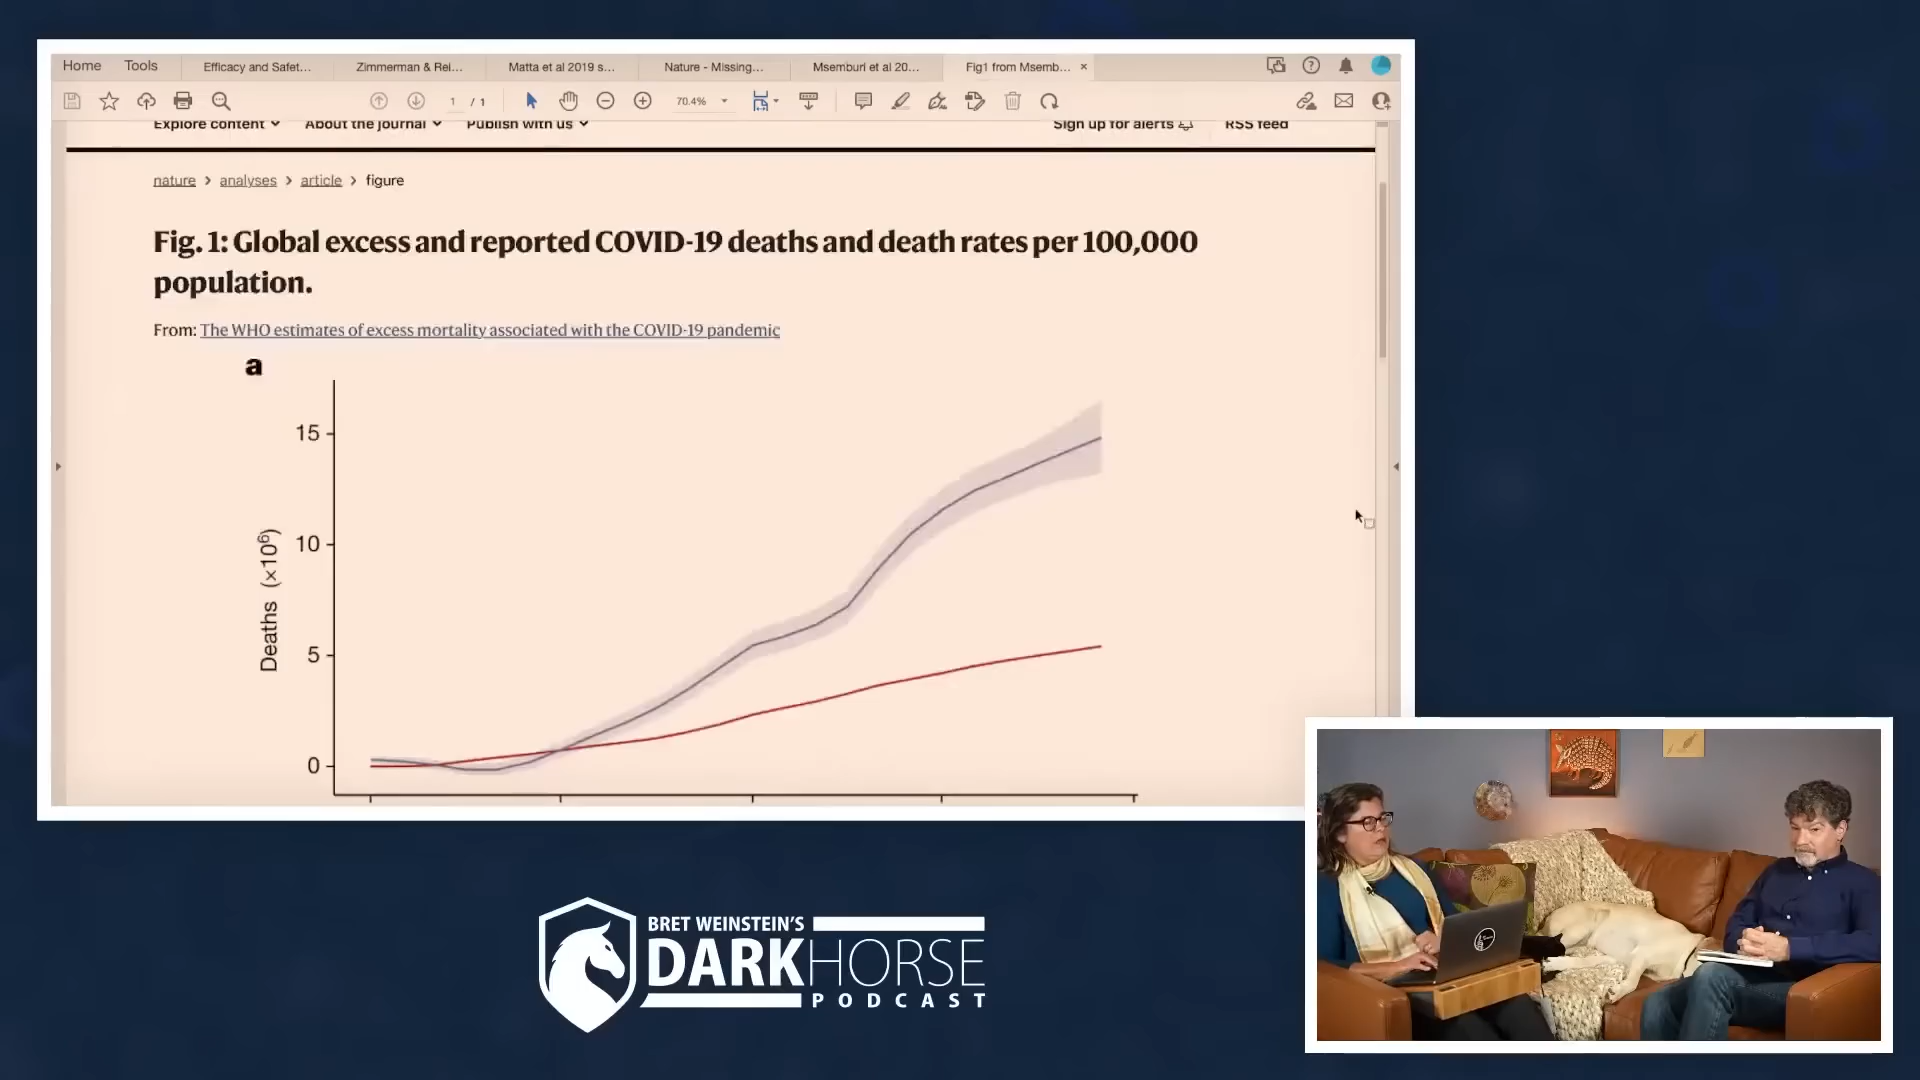 Home Tools Efficacy and Safet... Zimmerman & Rei... Matta et al 2019 s... Nature - Missing... Msemburi et al 20... Fig1 from Msemb... ×
1 / 1 70.4%
Explore content About the journal Publish with us Sign up for alerts RSS feed
nature > analyses > article > figure
Fig. 1: Global excess and reported COVID-19 deaths and death rates per 100,000
population.
From: The WHO estimates of excess mortality associated with the COVID-19 pandemic
a
15
10
5
0
Deaths (×10⁶)
BRET WEINSTEIN'S
DARKHORSE
PODCAST